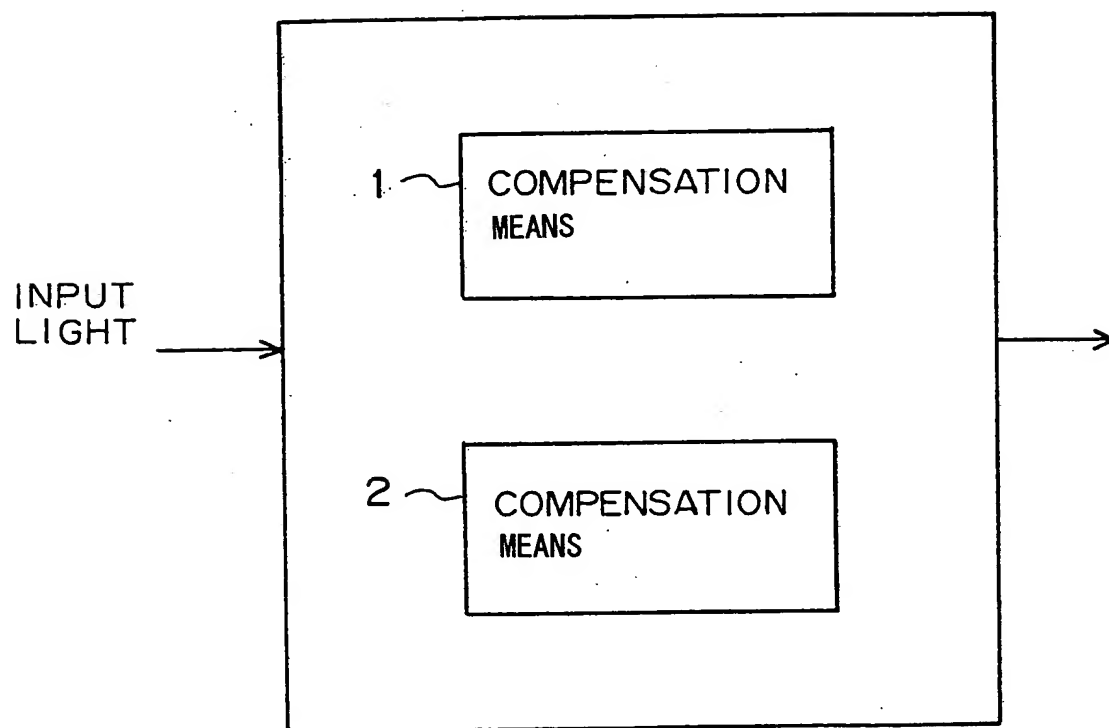 1 COMPENSATION
MEANS
INPUT
LIGHT
2 COMPENSATION
MEANS